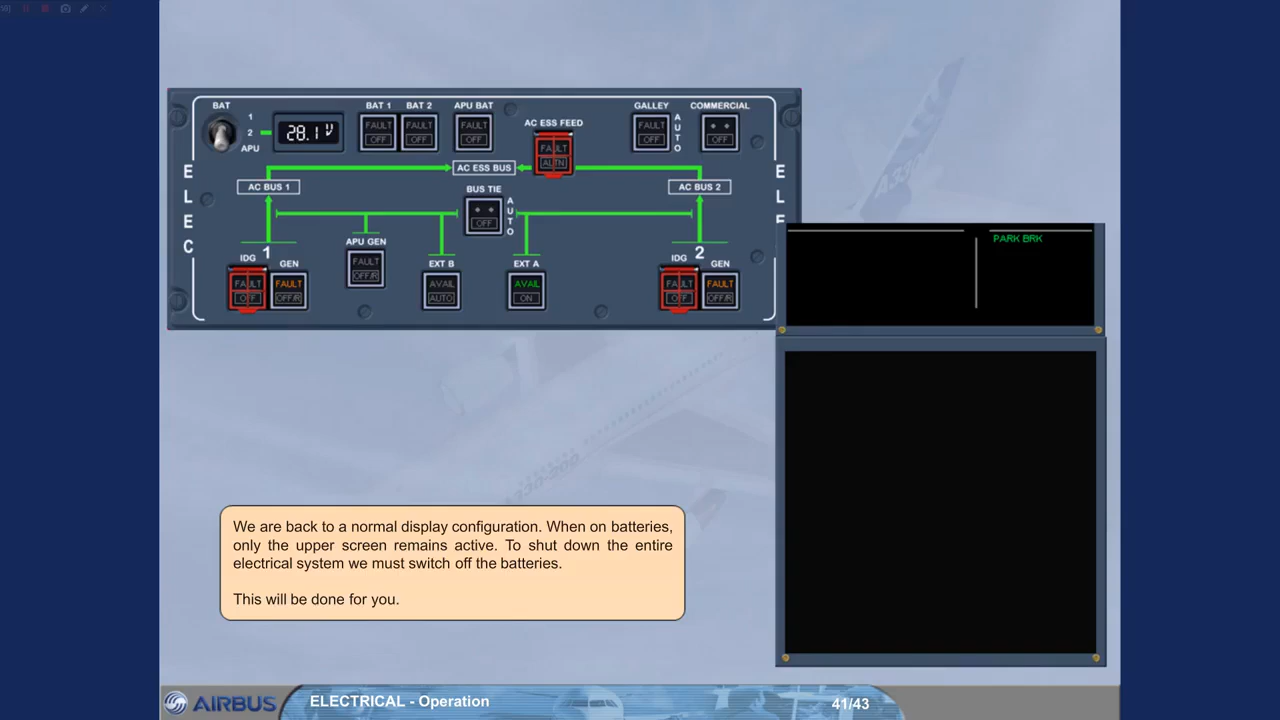 50]
BAT
1
2
APU
28.1 V
BAT 1
BAT 2
APU BAT
FAULT
OFF
FAULT
OFF
FAULT
OFF
AC ESS FEED
FAULT
ALTN
GALLEY
FAULT
OFF
AUTO
COMMERCIAL
OFF
ELEC
ELE
AC ESS BUS
AC BUS 1
BUS TIE
OFF
AUTO
AC BUS 2
IDG
1
GEN
FAULT
OFF
FAULT
OFF/R
APU GEN
FAULT
OFF/R
EXT B
AVAIL
AUTO
EXT A
AVAIL
ON
IDG
2
GEN
FAULT
OFF
FAULT
OFF/R
PARK BRK
We are back to a normal display configuration. When on batteries,
only the upper screen remains active. To shut down the entire
electrical system we must switch off the batteries.
This will be done for you.
AIRBUS
ELECTRICAL - Operation
41/43